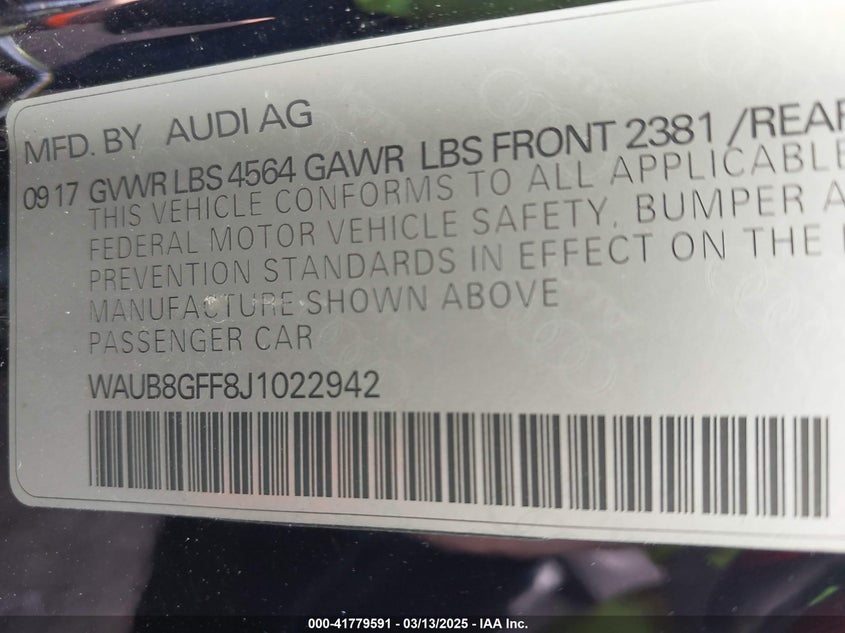 MFD. BY AUDI AG
09 17 GVWR LBS 4564 GAWR LBS FRONT 2381 /REAR
THIS VEHICLE CONFORMS TO ALL APPLICABLE
FEDERAL MOTOR VEHICLE SAFETY, BUMPER A
PREVENTION STANDARDS IN EFFECT ON THE
MANUFACTURE SHOWN ABOVE
PASSENGER CAR
WAUB8GFF8J1022942
000-41779591 - 03/13/2025 - IAA Inc.